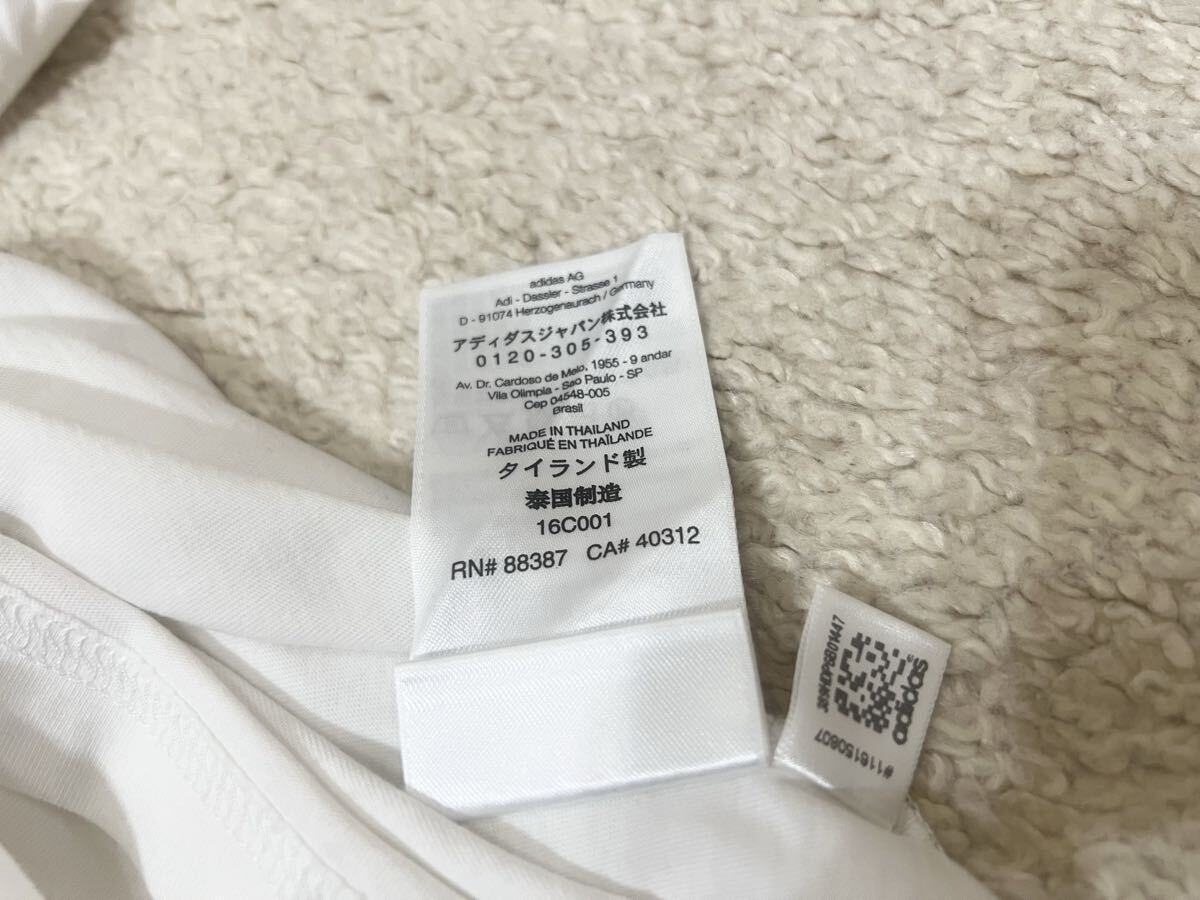 adidas AG
Adi - Dassler - Strasse 1
D - 91074 Herzogenaurach / Germany
アディダスジャパン株式会社
0120-305-393
Av. Dr. Cardoso de Melo, 1955 - 9 andar
Vila Olimpia - Sao Paulo - SP
Cep 04548-005
Brasil
MADE IN THAILAND
FABRIQUÉ EN THAÏLANDE
タイランド製
泰国制造
16C001
RN# 88387 CA# 40312
adidas
#116150807